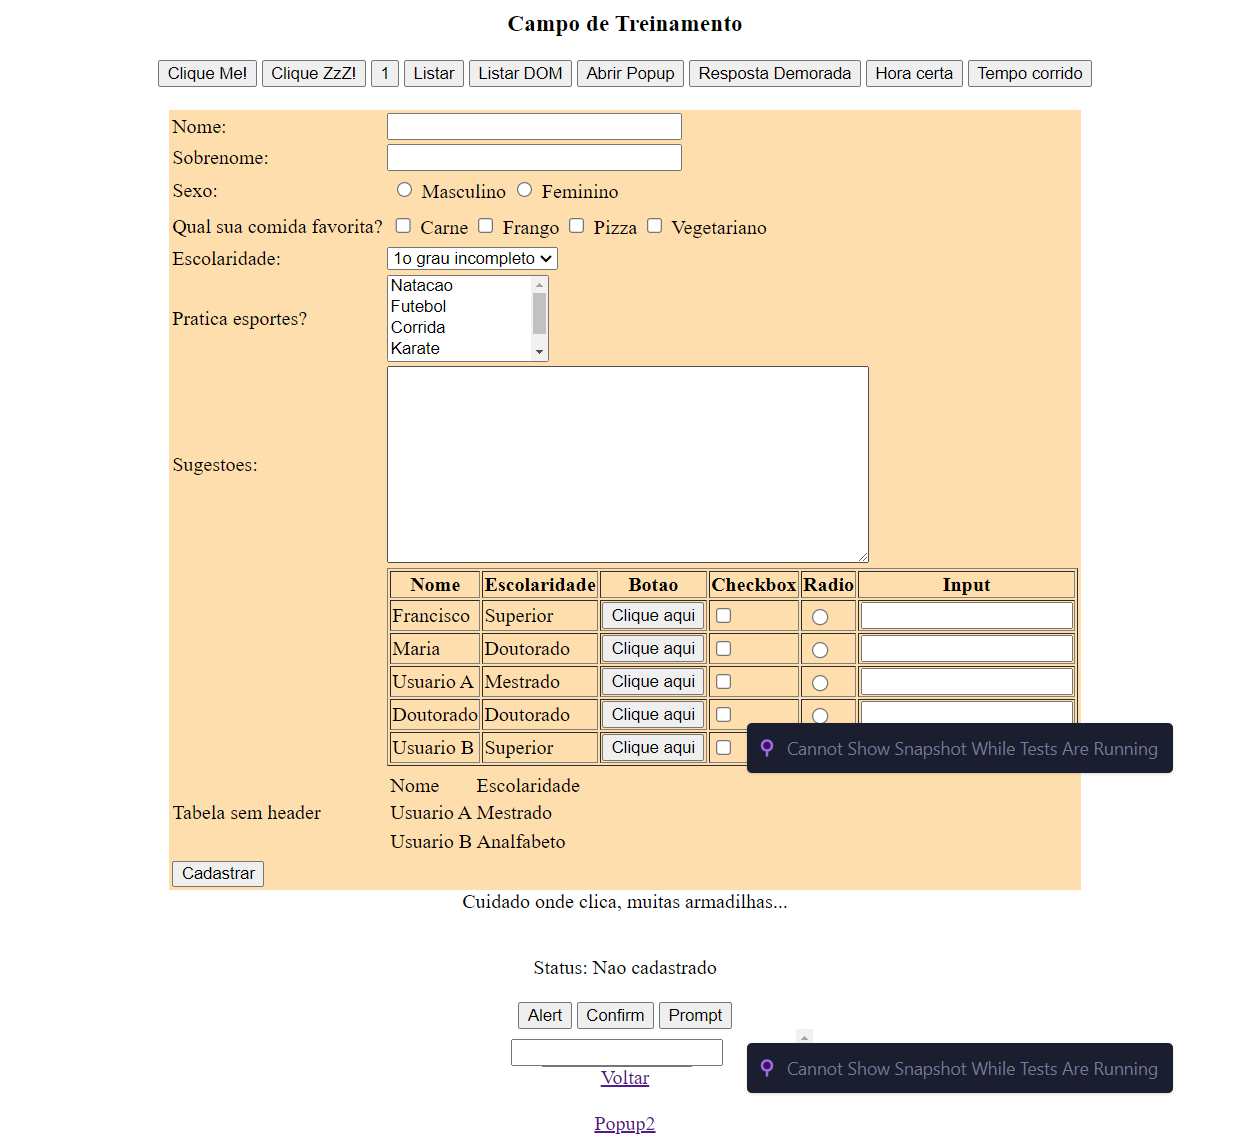 Campo de Treinamento
Clique Me! Clique ZzZ! 1 Listar Listar DOM Abrir Popup Resposta Demorada Hora certa Tempo corrido
Nome:
Sobrenome:
Sexo: Masculino Feminino
Qual sua comida favorita? Carne Frango Pizza Vegetariano
Escolaridade: 1o grau incompleto
Pratica esportes?
Natacao
Futebol
Corrida
Karate
Sugestoes:
Nome Escolaridade Botao Checkbox Radio Input
Francisco Superior Clique aqui
Maria Doutorado Clique aqui
Usuario A Mestrado Clique aqui
Doutorado Doutorado Clique aqui
Usuario B Superior Clique aqui
Cannot Show Snapshot While Tests Are Running
Tabela sem header
Nome Escolaridade
Usuario A Mestrado
Usuario B Analfabeto
Cadastrar
Cuidado onde clica, muitas armadilhas...
Status: Nao cadastrado
Alert Confirm Prompt
Voltar
Cannot Show Snapshot While Tests Are Running
Popup2